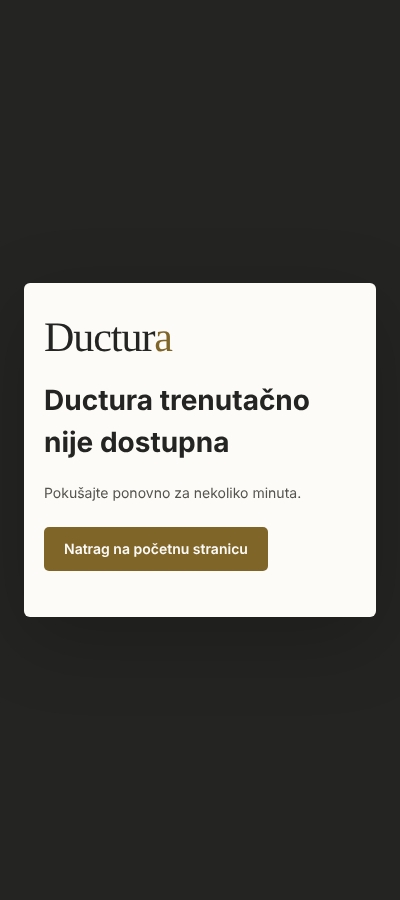 Ductura
Ductura trenutačno
nije dostupna
Pokušajte ponovno za nekoliko minuta.
Natrag na početnu stranicu